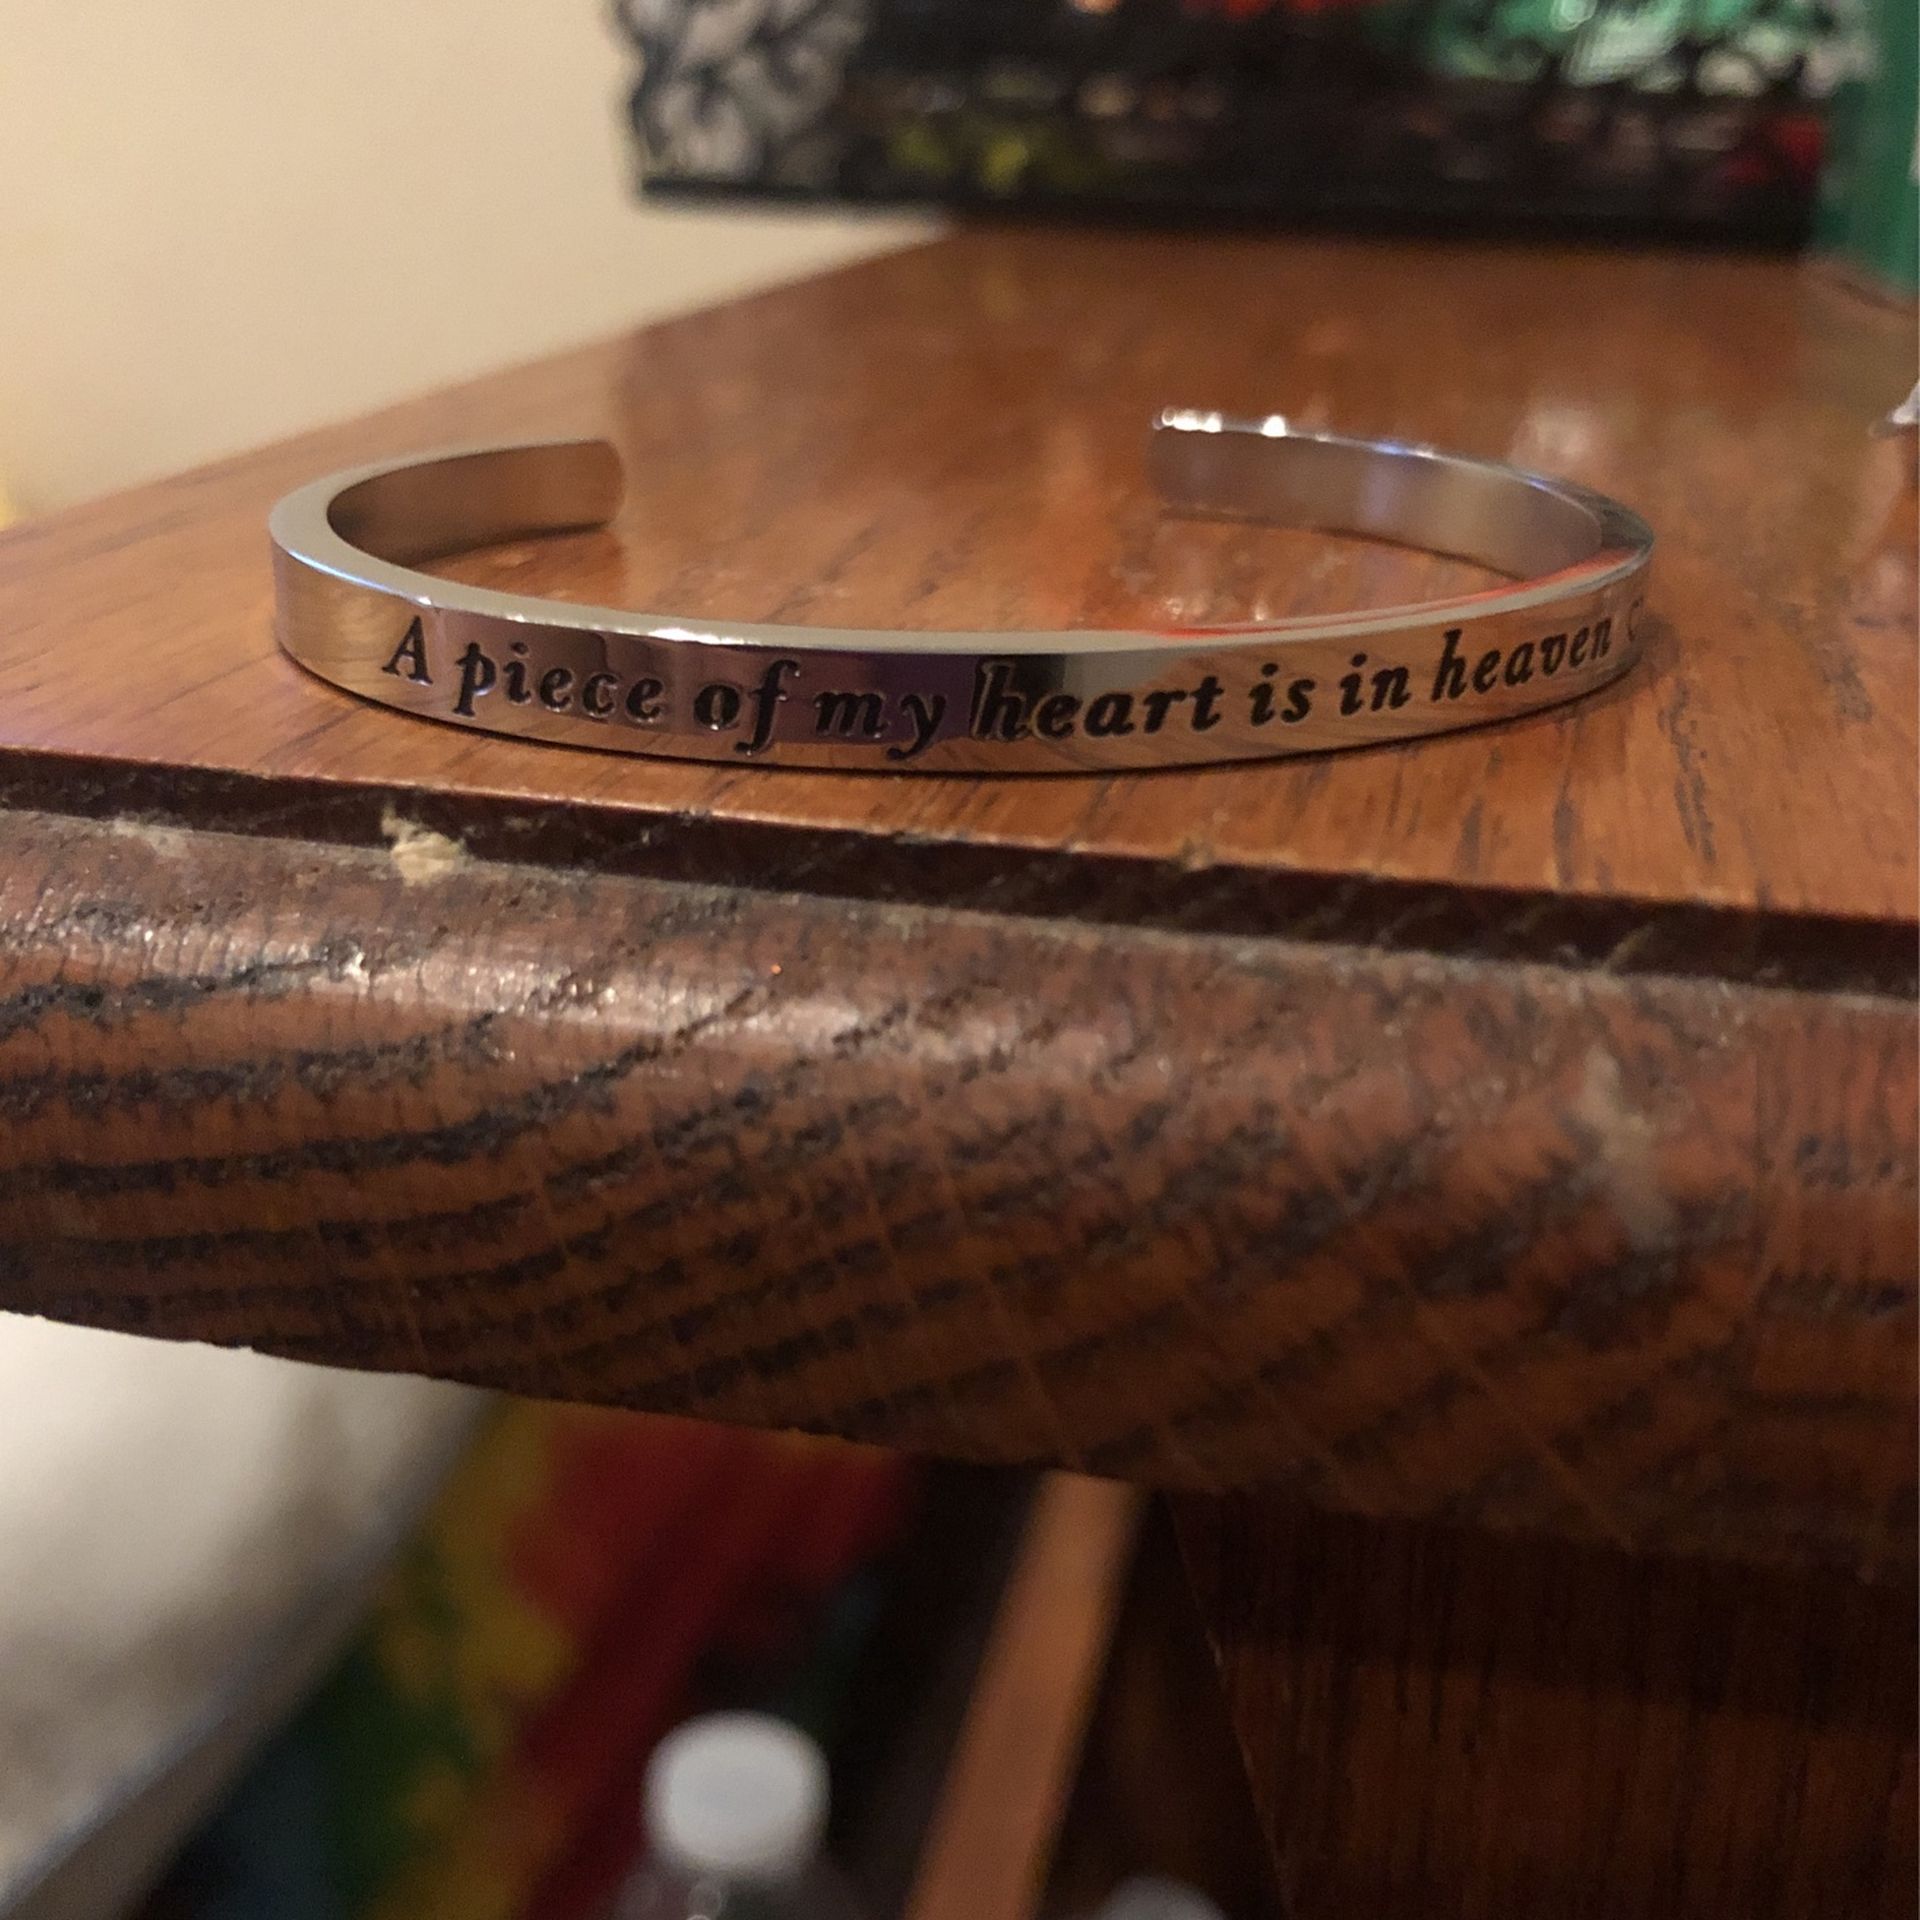 A piece of my heart is in heaven